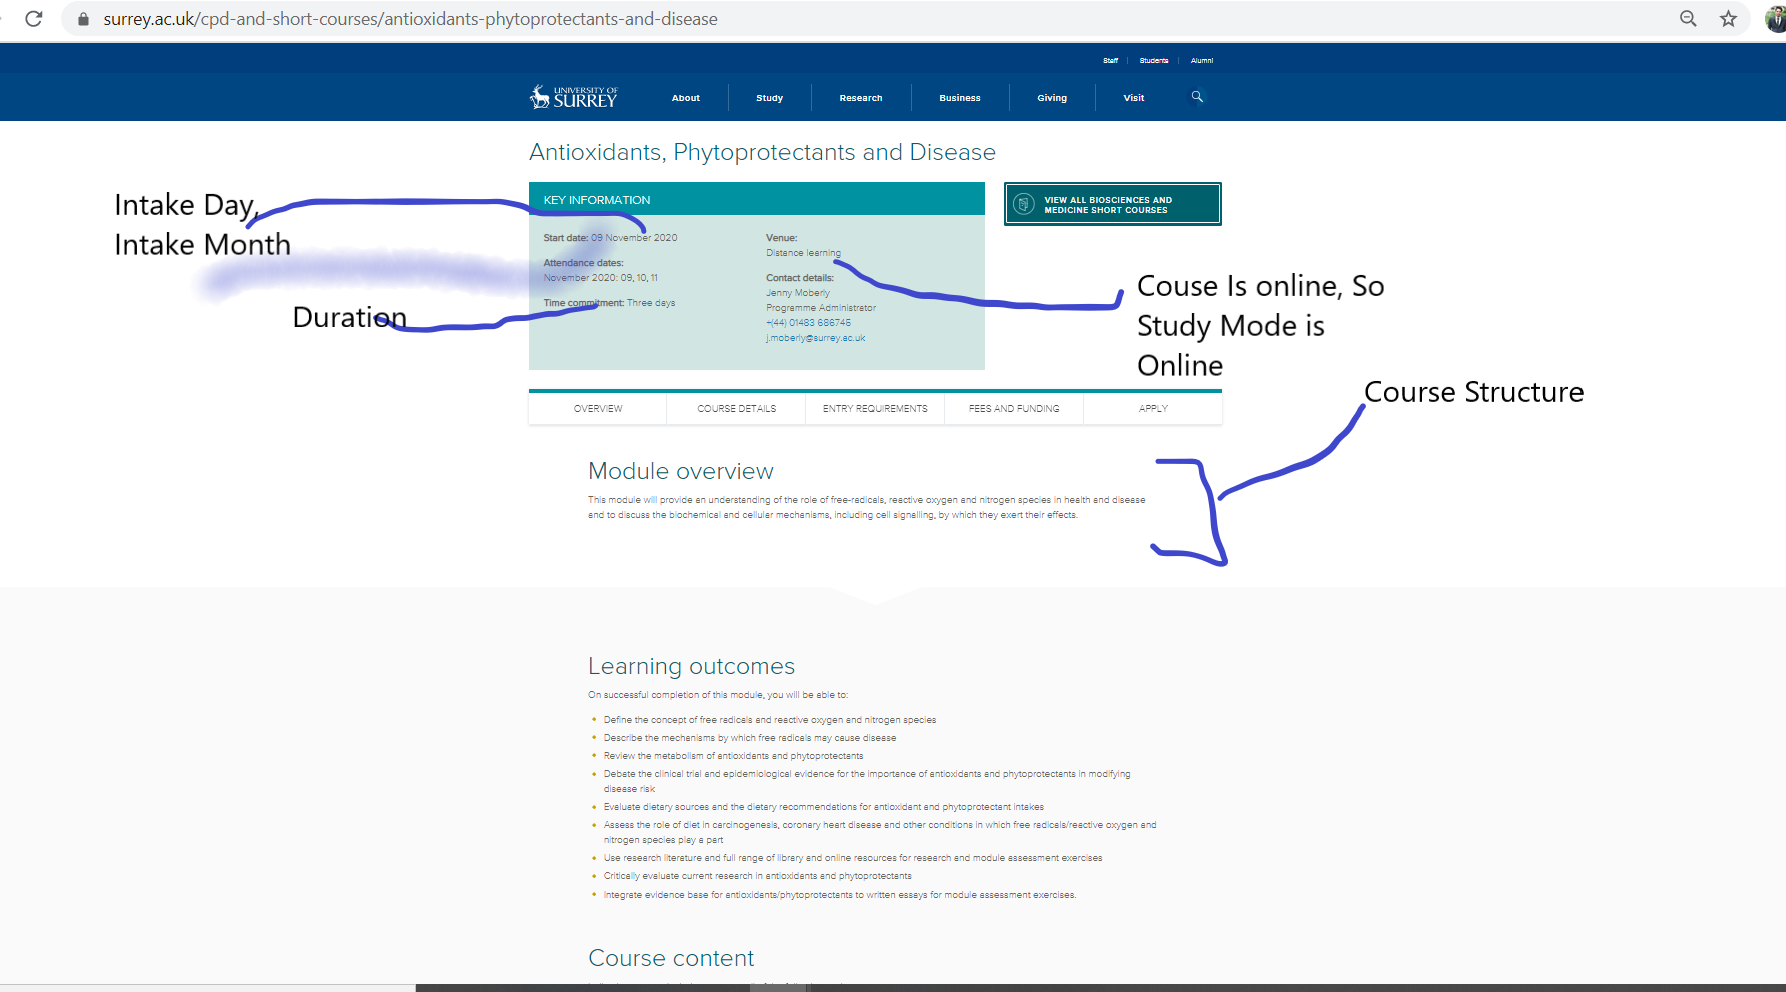 surrey.ac.uk/cpd-and-short-courses/antioxidants-phytoprotectants-and-disease
Staff
Students
Alumni
UNIVERSITY OF
SURREY
About
Study
Research
Business
Giving
Visit
Antioxidants, Phytoprotectants and Disease
Intake Day,
Intake Month
Duration
KEY INFORMATION
Start date: 09 November 2020
Attendance dates:
November 2020: 09, 10, 11
Time commitment: Three days
Venue:
Distance learning
Contact details:
Jenny Moberly
Programme Administrator
+(44) 01483 686745
j.moberly@surrey.ac.uk
VIEW ALL BIOSCIENCES AND
MEDICINE SHORT COURSES
Couse Is online, So
Study Mode is
Online
Course Structure
OVERVIEW
COURSE DETAILS
ENTRY REQUIREMENTS
FEES AND FUNDING
APPLY
Module overview
This module will provide an understanding of the role of free-radicals, reactive oxygen and nitrogen species in health and disease
and to discuss the biochemical and cellular mechanisms, including cell signalling, by which they exert their effects.
Learning outcomes
On successful completion of this module, you will be able to:
Define the concept of free radicals and reactive oxygen and nitrogen species
Describe the mechanisms by which free radicals may cause disease
Review the metabolism of antioxidants and phytoprotectants
Debate the clinical trial and epidemiological evidence for the importance of antioxidants and phytoprotectants in modifying
disease risk
Evaluate dietary sources and the dietary recommendations for antioxidant and phytoprotectant intakes
Assess the role of diet in carcinogenesis, coronary heart disease and other conditions in which free radicals/reactive oxygen and
nitrogen species play a part
Use research literature and full range of library and online resources for research and module assessment exercises
Critically evaluate current research in antioxidants and phytoprotectants
Integrate evidence base for antioxidants/phytoprotectants to written essays for module assessment exercises.
Course content